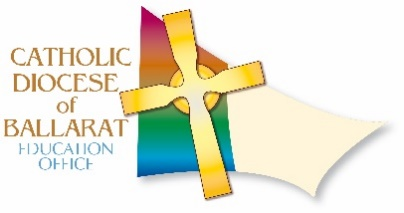 CATHOLIC
DIOCESE
of
BALLARAT
EDUCATION
OFFICE